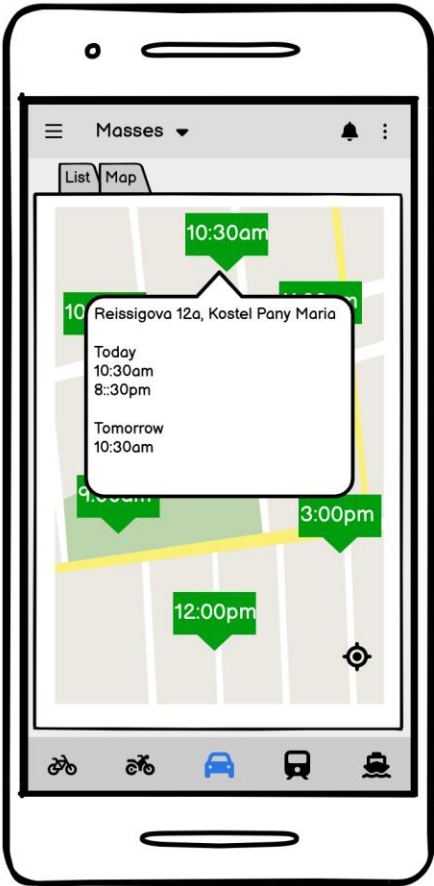 Masses
List Map
10:30am
10
Reissigova 12a, Kostel Pany Maria
Today
10:30am
8::30pm
Tomorrow
10:30am
3:00pm
12:00pm